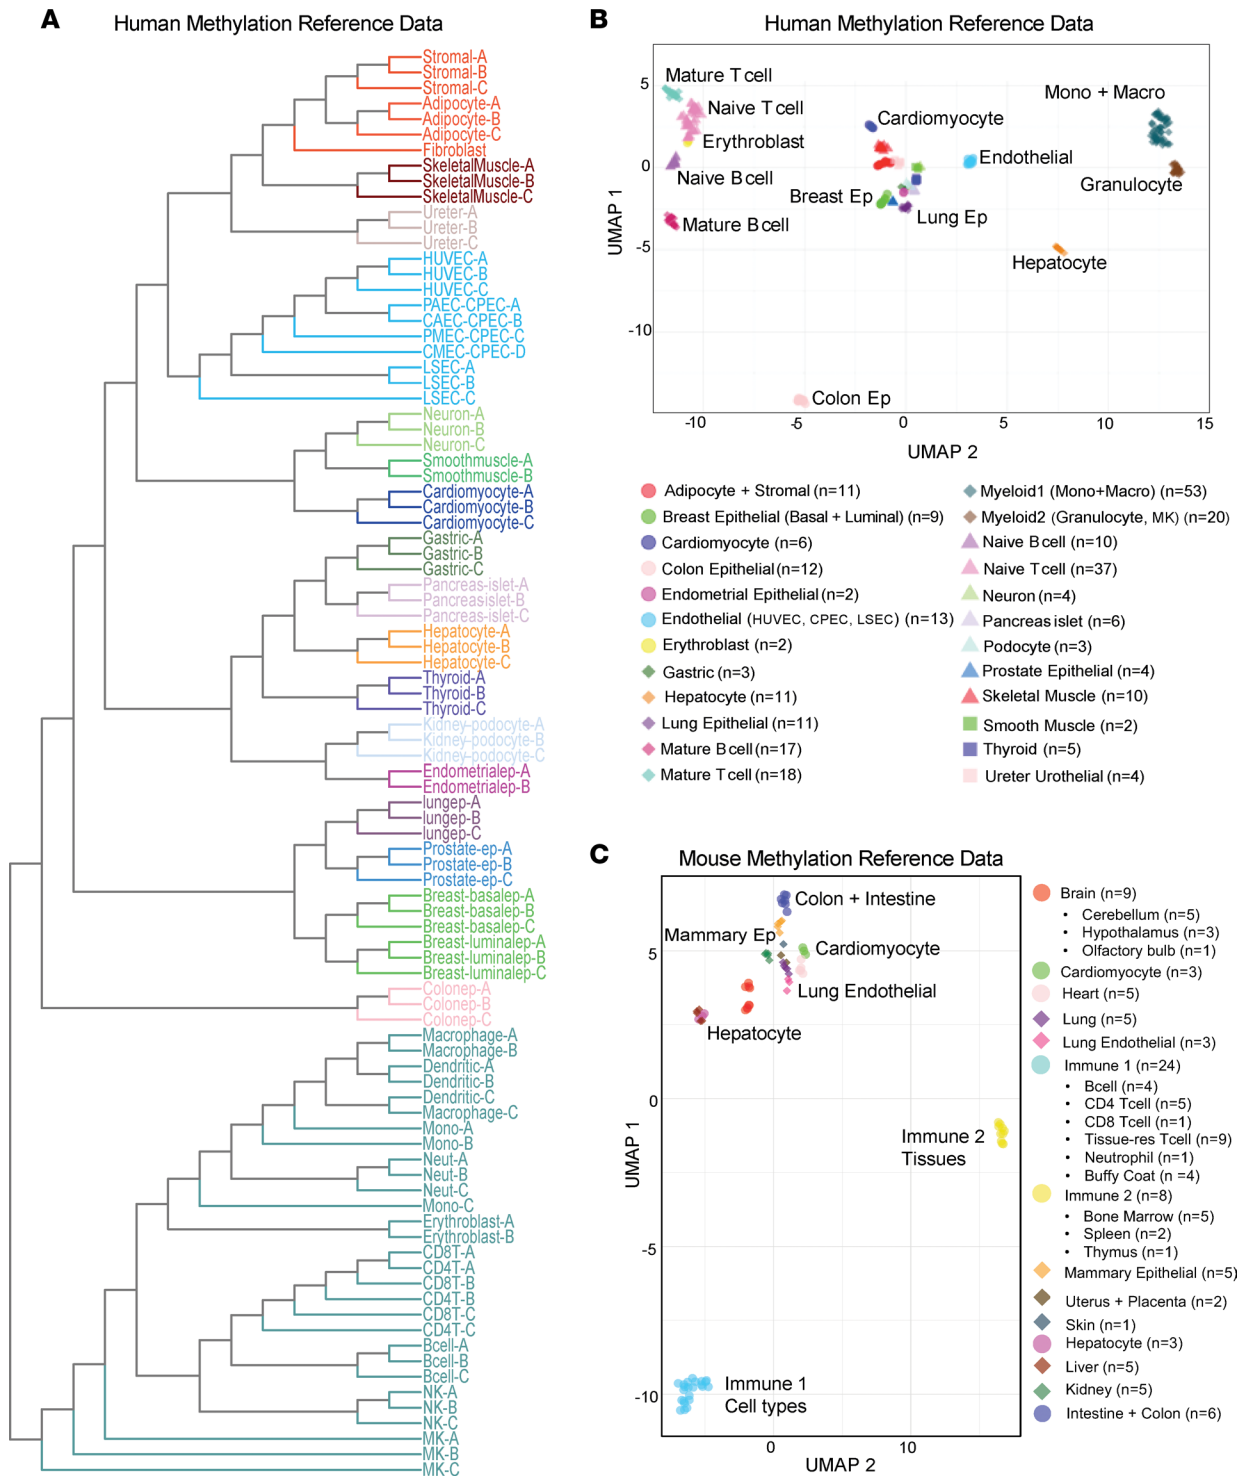 A
Human Methylation Reference Data
Stromal-A
Stromal-B
Stromal-C
Adipocyte-A
Adipocyte-B
Adipocyte-C
Fibroblast
SkeletalMuscle-A
SkeletalMuscle-B
SkeletalMuscle-C
Ureter-A
Ureter-B
Ureter-C
HUVEC-A
HUVEC-B
HUVEC-C
PAEC-CPEC-A
CAEC-CPEC-B
PMEC-CPEC-C
CMEC-CPEC-D
LSEC-A
LSEC-B
LSEC-C
Neuron-A
Neuron-B
Neuron-C
Smoothmuscle-A
Smoothmuscle-B
Cardiomyocyte-A
Cardiomyocyte-B
Cardiomyocyte-C
Gastric-A
Gastric-B
Gastric-C
Pancreas-islet-A
Pancreasislet-B
Pancreas-islet-C
Hepatocyte-A
Hepatocyte-B
Hepatocyte-C
Thyroid-A
Thyroid-B
Thyroid-C
Kidney-podocyte-A
Kidney-podocyte-B
Kidney-podocyte-C
Endometrialep-A
Endometrialep-B
lungep-A
lungep-B
lungep-C
Prostate-ep-A
Prostate-ep-B
Prostate-ep-C
Breast-basalep-A
Breast-basalep-B
Breast-basalep-C
Breast-luminalep-A
Breast-luminalep-B
Breast-luminalep-C
Colonep-A
Colonep-B
Colonep-C
Macrophage-A
Macrophage-B
Dendritic-A
Dendritic-B
Dendritic-C
Macrophage-C
Mono-A
Mono-B
Neut-A
Neut-B
Neut-C
Mono-C
Erythroblast-A
Erythroblast-B
CD8T-A
CD4T-A
CD8T-B
CD4T-B
CD8T-C
CD4T-C
Bcell-A
Bcell-B
Bcell-C
NK-A
NK-B
NK-C
MK-A
MK-B
MK-C
B
Human Methylation Reference Data
UMAP 1
5
0
-5
-10
Mature T cell
Naive T cell
Erythroblast
Naive B cell
Mature B cell
Cardiomyocyte
Breast Ep
Lung Ep
Endothelial
Mono + Macro
Granulocyte
Hepatocyte
Colon Ep
-10
-5
0
5
10
15
UMAP 2
Adipocyte + Stromal (n=11)
Breast Epithelial (Basal + Luminal) (n=9)
Cardiomyocyte (n=6)
Colon Epithelial (n=12)
Endometrial Epithelial (n=2)
Endothelial (HUVEC, CPEC, LSEC) (n=13)
Erythroblast (n=2)
Gastric (n=3)
Hepatocyte (n=11)
Lung Epithelial (n=11)
Mature B cell (n=17)
Mature T cell (n=18)
Myeloid1 (Mono+Macro) (n=53)
Myeloid2 (Granulocyte, MK) (n=20)
Naive B cell (n=10)
Naive T cell (n=37)
Neuron (n=4)
Pancreas islet (n=6)
Podocyte (n=3)
Prostate Epithelial (n=4)
Skeletal Muscle (n=10)
Smooth Muscle (n=2)
Thyroid (n=5)
Ureter Urothelial (n=4)
C
Mouse Methylation Reference Data
UMAP 1
5
0
-5
-10
Colon + Intestine
Mammary Ep
Cardiomyocyte
Lung Endothelial
Hepatocyte
Immune 2
Tissues
Immune 1
Cell types
0
10
UMAP 2
Brain (n=9)
• Cerebellum (n=5)
• Hypothalamus (n=3)
• Olfactory bulb (n=1)
Cardiomyocyte (n=3)
Heart (n=5)
Lung (n=5)
Lung Endothelial (n=3)
Immune 1 (n=24)
• Bcell (n=4)
• CD4 Tcell (n=5)
• CD8 Tcell (n=1)
• Tissue-res Tcell (n=9)
• Neutrophil (n=1)
• Buffy Coat (n =4)
Immune 2 (n=8)
• Bone Marrow (n=5)
• Spleen (n=2)
• Thymus (n=1)
Mammary Epithelial (n=5)
Uterus + Placenta (n=2)
Skin (n=1)
Hepatocyte (n=3)
Liver (n=5)
Kidney (n=5)
Intestine + Colon (n=6)